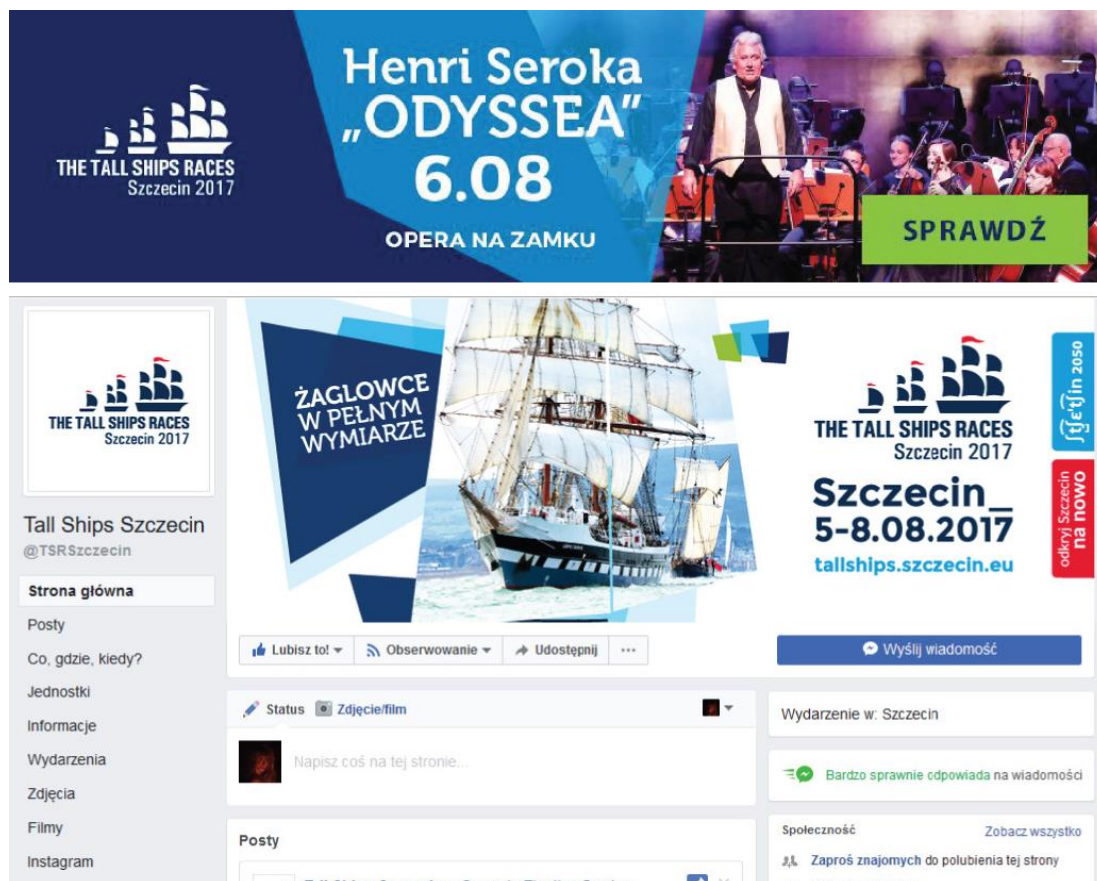 THE TALL SHIPS RACES
Szczecin 2017
Henri Seroka
„ODYSSEA”
6.08
OPERA NA ZAMKU
SPRAWDŹ
THE TALL SHIPS RACES
Szczecin 2017
Tall Ships Szczecin
@TSRSzczecin
Strona główna
Posty
Co, gdzie, kiedy?
Jednostki
Informacje
Wydarzenia
Zdjęcia
Filmy
Instagram
ŻAGLOWCE
W PEŁNYM
WYMIARZE
THE TALL SHIPS RACES
Szczecin 2017
Szczecin_
5-8.08.2017
tallships.szczecin.eu
2050
odkryj Szczecin
na nowo
Lubisz to!
Obserwowanie
Udostępnij
Wyślij wiadomość
Status
Zdjęcie/film
Napisz coś na tej stronie...
Posty
Wydarzenie w: Szczecin
Bardzo sprawnie odpowiada na wiadomości
Społeczność
Zobacz wszystko
Zaproś znajomych do polubienia tej strony